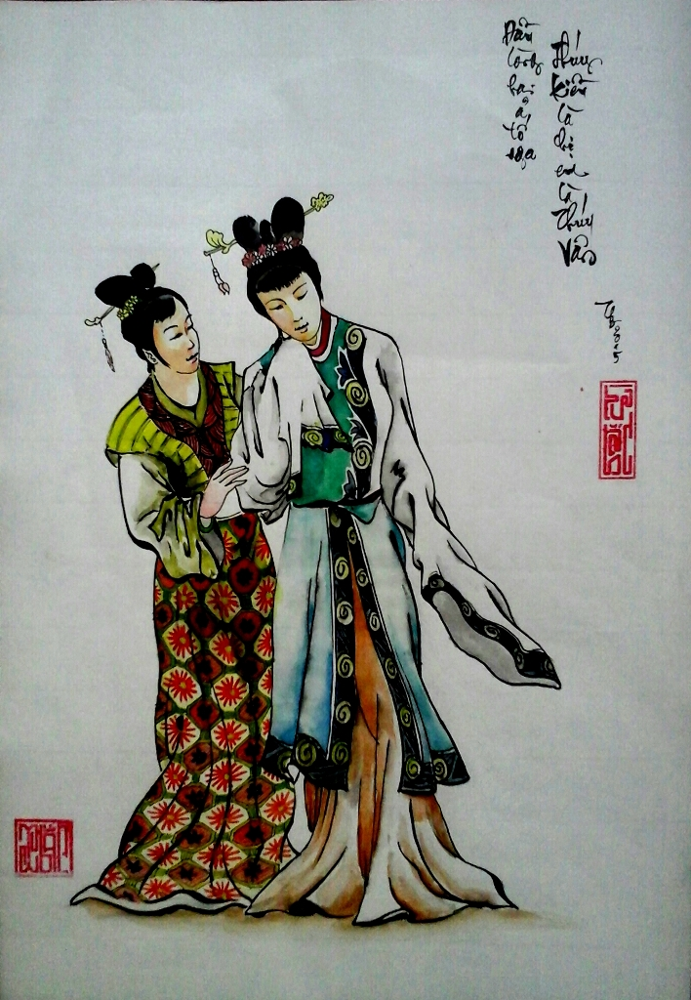 Đầu lòng hai ả tố nga
Thúy Kiều là chị em là Thúy Vân